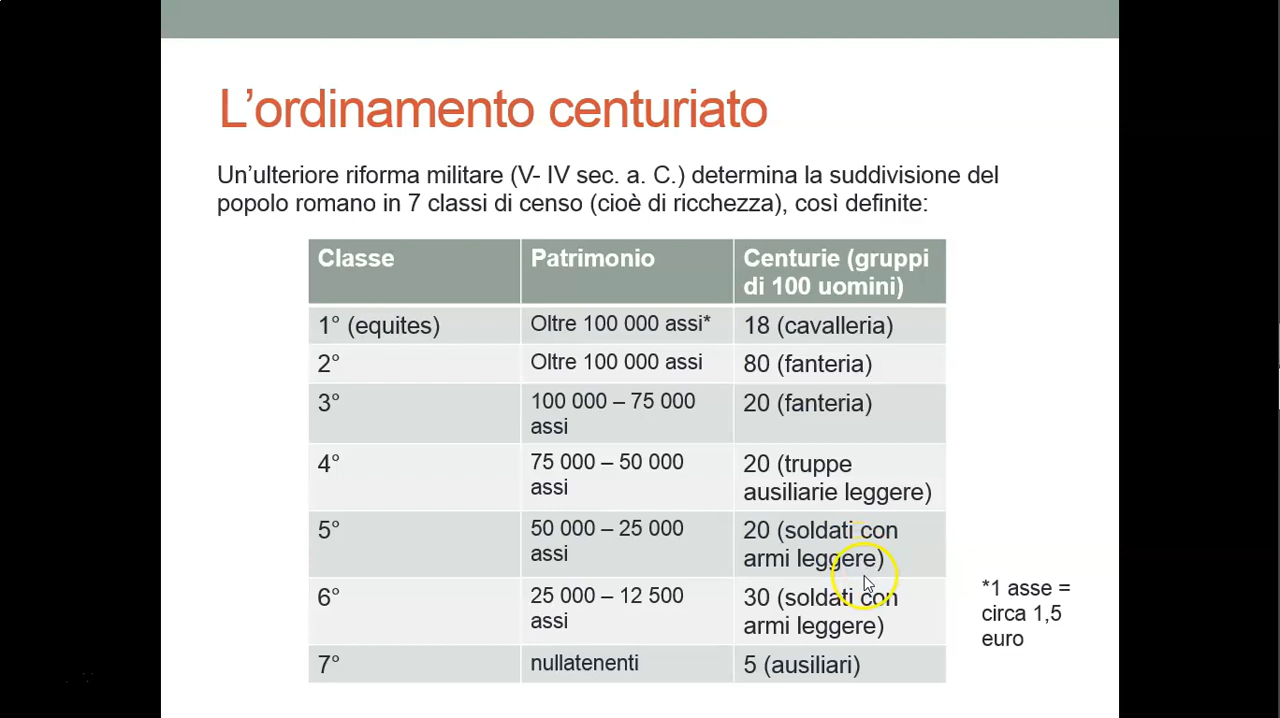 L’ordinamento centuriato
Un’ulteriore riforma militare (V- IV sec. a. C.) determina la suddivisione del
popolo romano in 7 classi di censo (cioè di ricchezza), così definite:
Classe Patrimonio Centurie (gruppi
di 100 uomini)
1° (equites) Oltre 100 000 assi* 18 (cavalleria)
2° Oltre 100 000 assi 80 (fanteria)
3° 100 000 – 75 000 20 (fanteria)
assi
4° 75 000 – 50 000 20 (truppe
assi ausiliarie leggere)
5° 50 000 – 25 000 20 (soldati con
assi armi leggere)
6° 25 000 – 12 500 30 (soldati con
assi armi leggere)
7° nullatenenti 5 (ausiliari)
*1 asse =
circa 1,5
euro